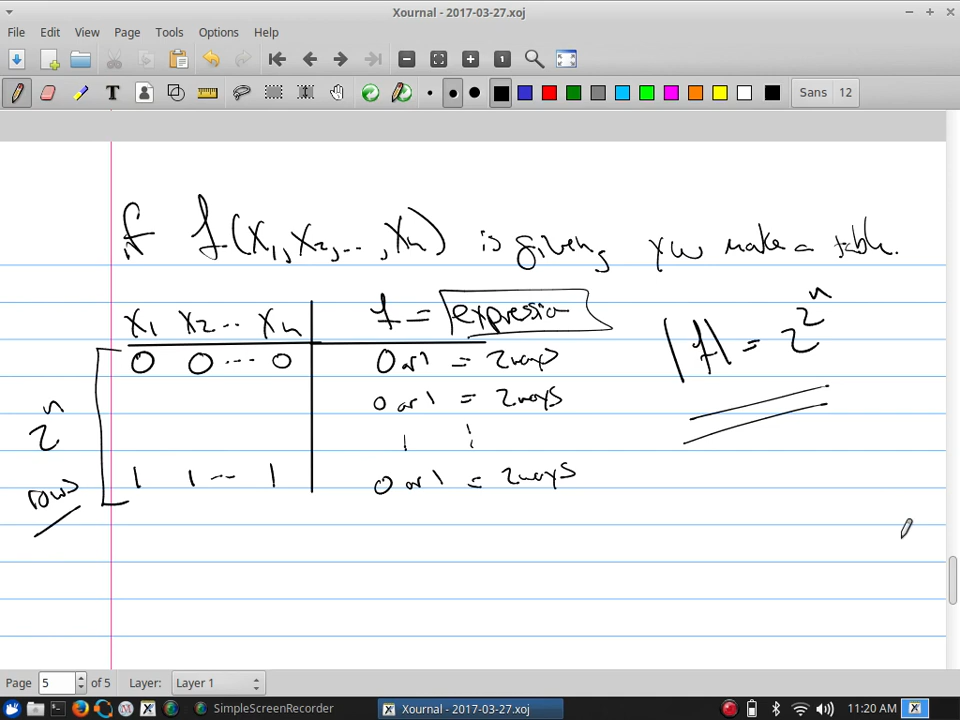 Xournal - 2017-03-27.xoj
File Edit View Page Tools Options Help
Sans 12
if f(x1, x2, ..., xn) is given, you make a table.
x1 x2 ... xn f = expression
|f| = 2^2^n
0 0 ... 0 0 or 1 = 2 ways
0 or 1 = 2 ways
2^n
rows
1 1 ... 1 0 or 1 = 2 ways
Page 5 of 5 Layer: Layer 1
SimpleScreenRecorder Xournal - 2017-03-27.xoj 11:20 AM